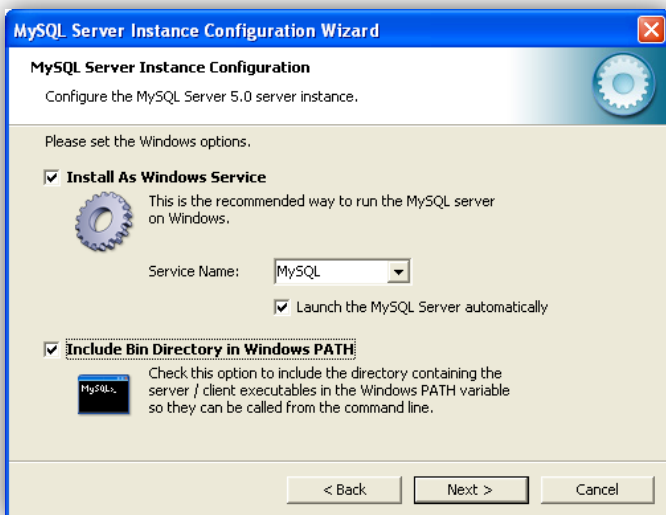 MySQL Server Instance Configuration Wizard
MySQL Server Instance Configuration
Configure the MySQL Server 5.0 server instance.
Please set the Windows options.
Install As Windows Service
This is the recommended way to run the MySQL server
on Windows.
Service Name: MySQL
Launch the MySQL Server automatically
Include Bin Directory in Windows PATH
Check this option to include the directory containing the
server / client executables in the Windows PATH variable
so they can be called from the command line.
MySQL>_
< Back Next > Cancel